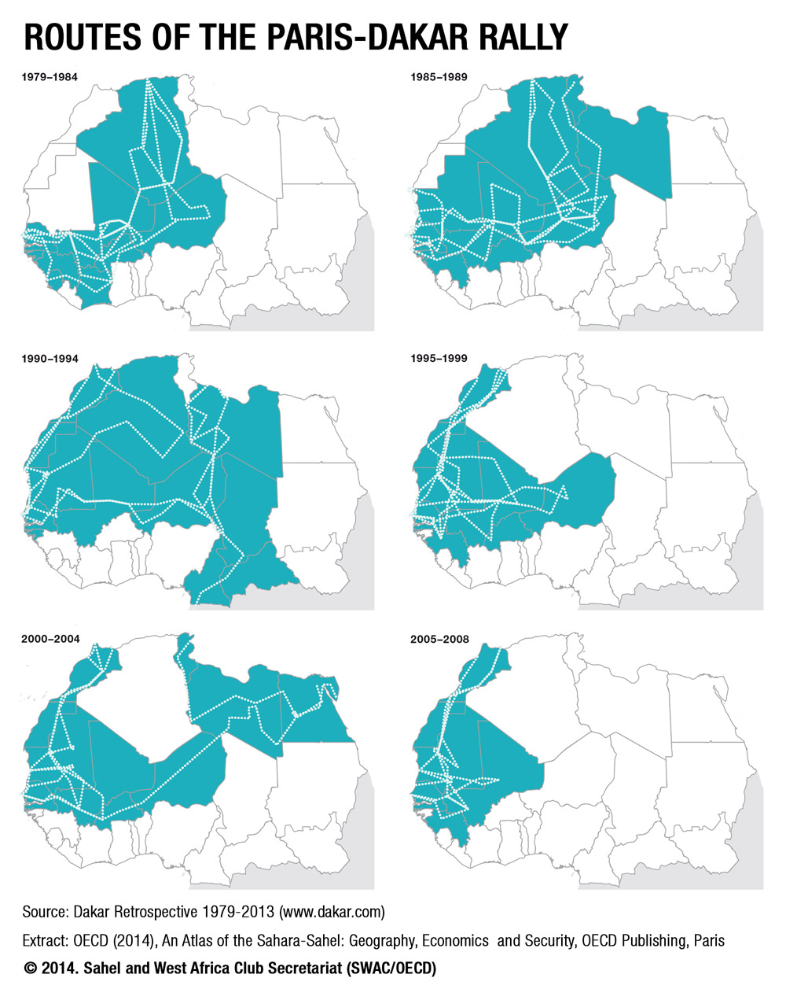 ROUTES OF THE PARIS-DAKAR RALLY
1979–1984
1985–1989
1990–1994
1995–1999
2000–2004
2005–2008
Source: Dakar Retrospective 1979-2013 (www.dakar.com)
Extract: OECD (2014), An Atlas of the Sahara-Sahel: Geography, Economics and Security, OECD Publishing, Paris
© 2014. Sahel and West Africa Club Secretariat (SWAC/OECD)